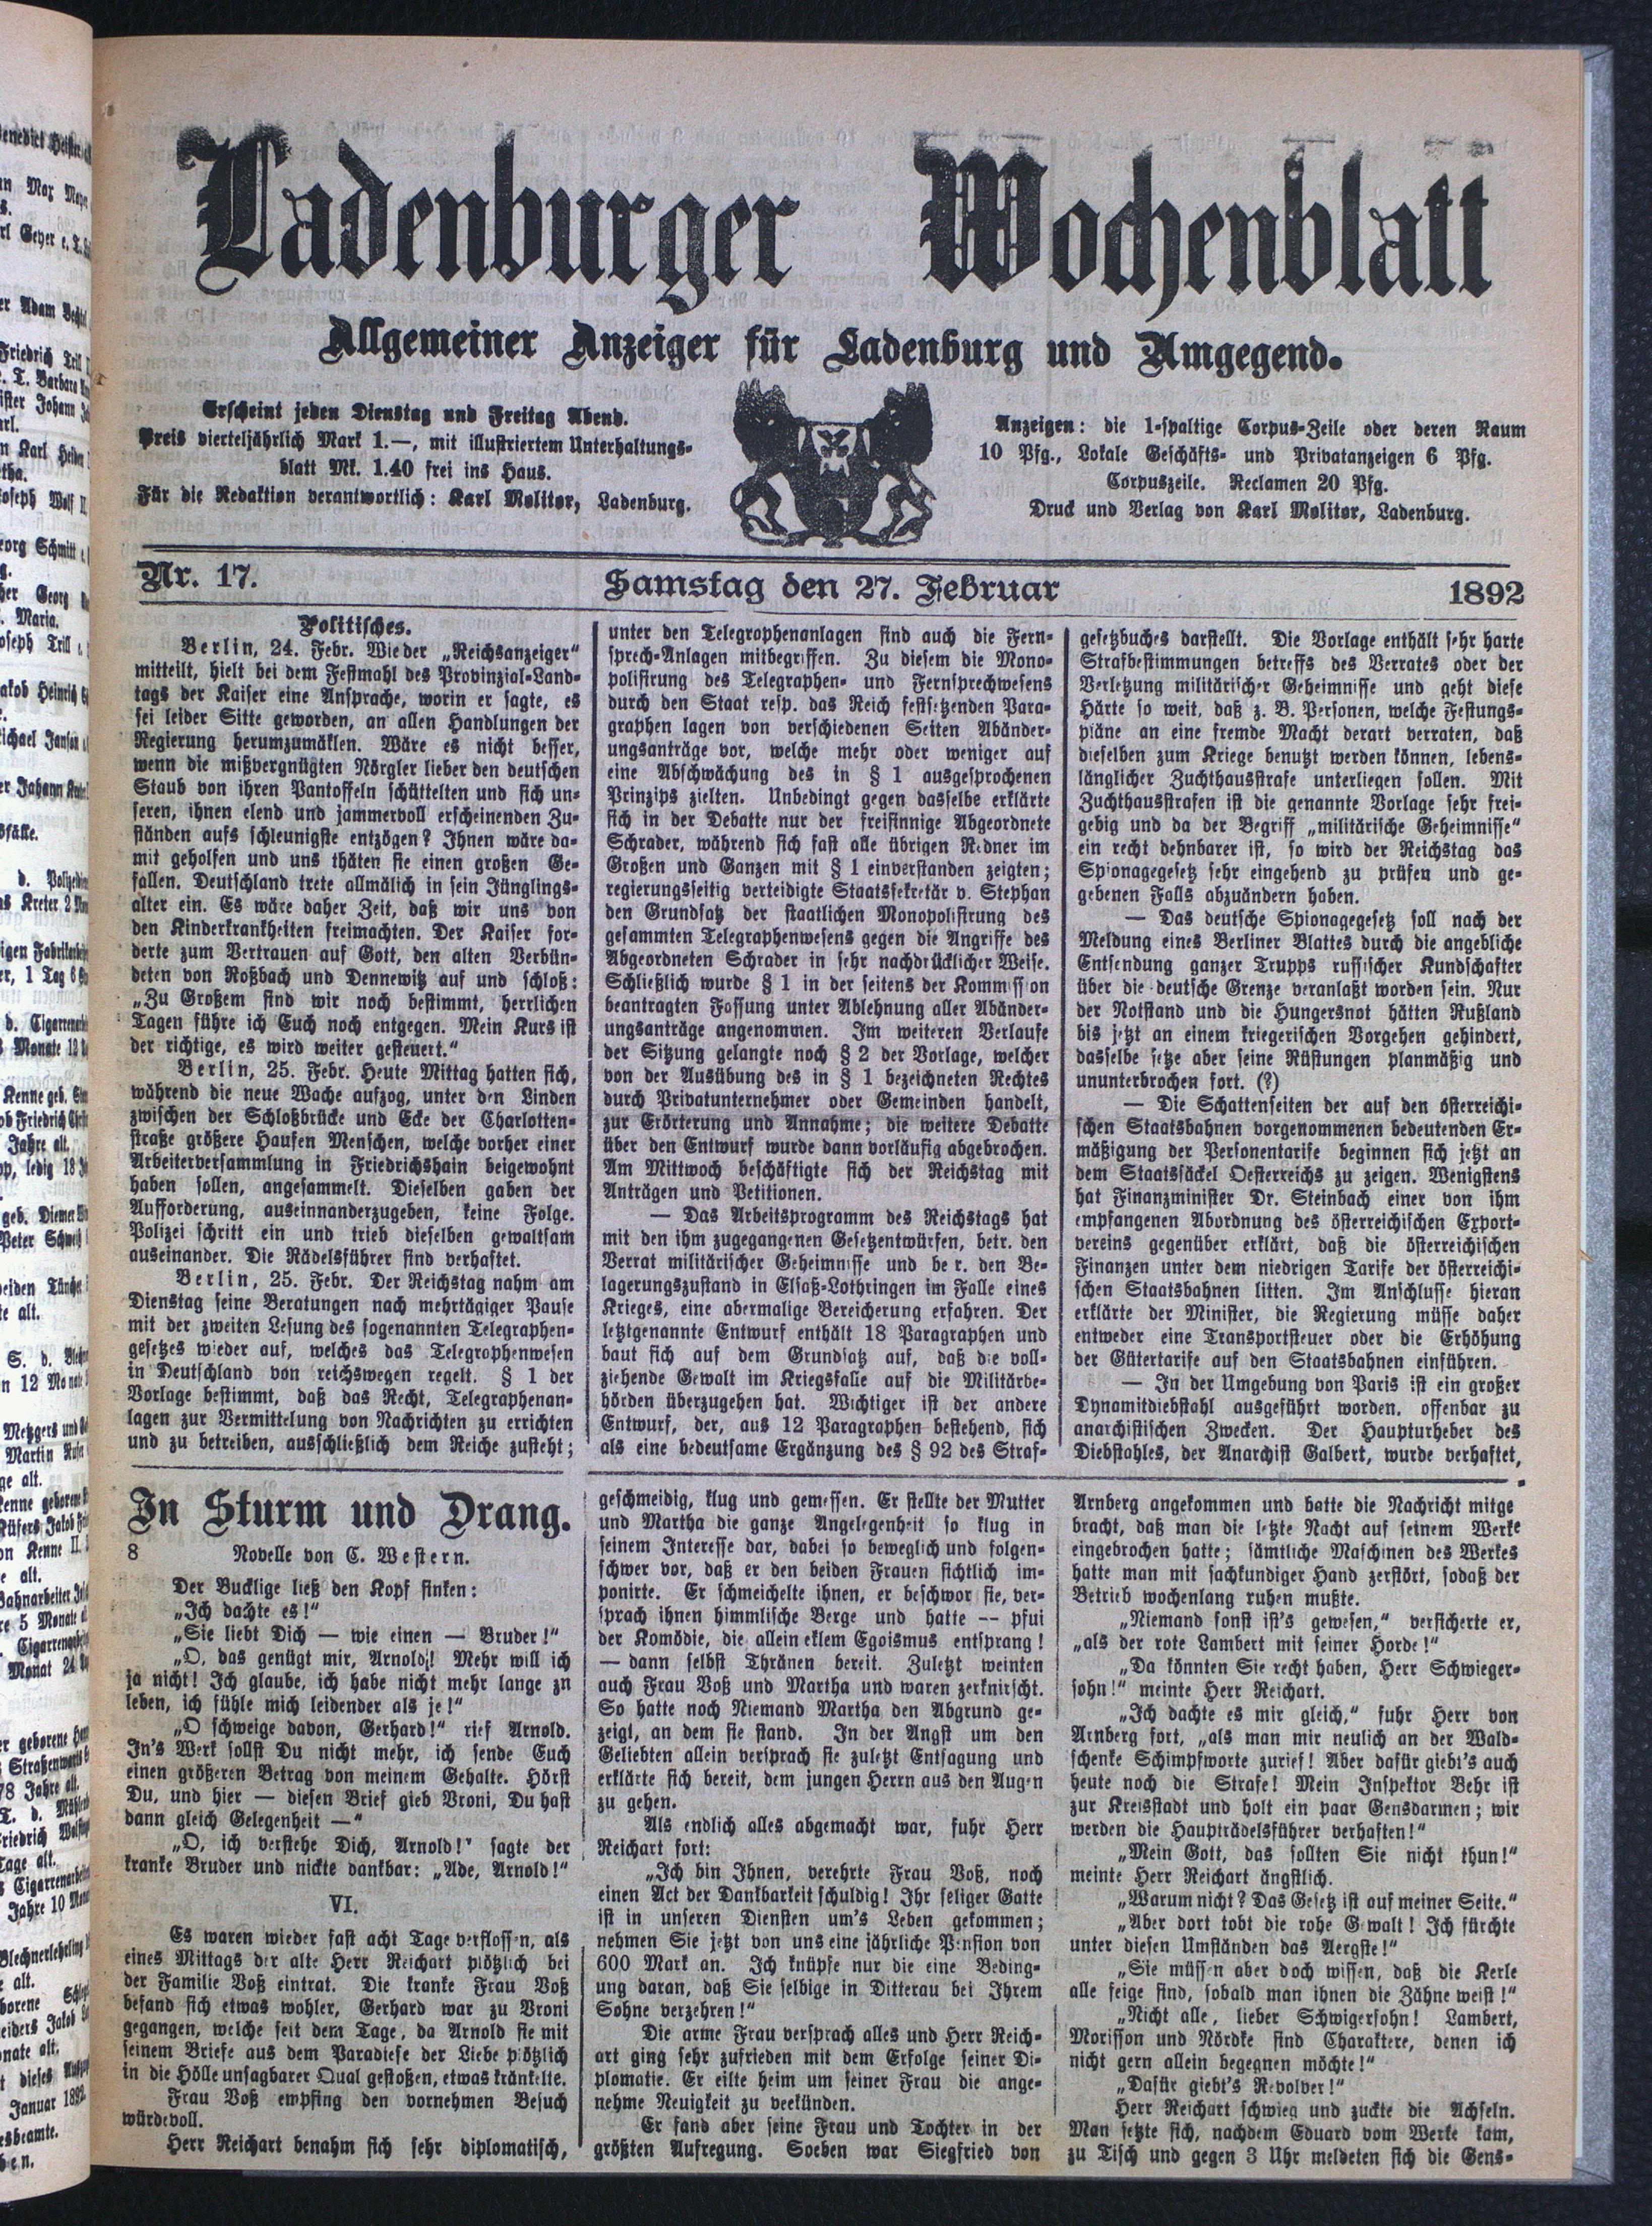 Ladenburger Wochenblatt
Allgemeiner Anzeiger für Ladenburg und Umgegend.
Erscheint jeden Dienstag und Freitag Abend.
Preis vierteljährlich Mark 1.—, mit illustriertem Unterhaltungs-
blatt Mk. 1.40 frei ins Haus.
Für die Redaktion verantwortlich: Karl Molitor, Ladenburg.
Anzeigen: die 1-spaltige Corpus-Zeile oder deren Raum
10 Pfg., Lokale Geschäfts- und Privatanzeigen 6 Pfg.
Corpuszeile. Reclamen 20 Pfg.
Druck und Verlag von Karl Molitor, Ladenburg.
Nr. 17. Samstag den 27. Februar 1892
Politisches.
Berlin, 24. Febr. Wie der „Reichsanzeiger“
mitteilt, hielt bei dem Festmahl des Provinzial-Land-
tags der Kaiser eine Ansprache, worin er sagte, es
sei leider Sitte geworden, an allen Handlungen der
Regierung herumzumäklen. Wäre es nicht besser,
wenn die mißvergnügten Nörgler lieber den deutschen
Staub von ihren Pantoffeln schüttelten und sich un-
seren, ihnen elend und jammervoll erscheinenden Zu-
ständen aufs schleunigste entzögen? Ihnen wäre da-
mit geholfen und uns thäten sie einen großen Ge-
fallen. Deutschland trete allmälich in sein Jünglings-
alter ein. Es wäre daher Zeit, daß wir uns von
den Kinderkrankheiten freimachten. Der Kaiser for-
derte zum Vertrauen auf Gott, den alten Verbün-
deten von Roßbach und Dennewitz auf und schloß:
„Zu Großem sind wir noch bestimmt, herrlichen
Tagen führe ich Euch noch entgegen. Mein Kurs ist
der richtige, es wird weiter gesteuert.“
Berlin, 25. Febr. Heute Mittag hatten sich,
während die neue Wache aufzog, unter den Linden
zwischen der Schloßbrücke und Ecke der Charlotten-
straße größere Haufen Menschen, welche vorher einer
Arbeiterversammlung in Friedrichshain beigewohnt
haben sollen, angesammelt. Dieselben gaben der
Aufforderung, auseinnanderzugeben, keine Folge.
Polizei schritt ein und trieb dieselben gewaltsam
auseinander. Die Rädelsführer sind verhaftet.
Berlin, 25. Febr. Der Reichstag nahm am
Dienstag seine Beratungen nach mehrtägiger Pause
mit der zweiten Lesung des sogenannten Telegraphen-
gesetzes wieder auf, welches das Telegraphenwesen
in Deutschland von reichswegen regelt. § 1 der
Vorlage bestimmt, daß das Recht, Telegraphenan-
lagen zur Vermittelung von Nachrichten zu errichten
und zu betreiben, ausschließlich dem Reiche zusteht;
unter den Telegrophenanlagen sind auch die Fern-
sprech-Anlagen mitbegriffen. Zu diesem die Mono-
polisirung des Telegraphen- und Fernsprechwesens
durch den Staat resp. das Reich festsetzenden Para-
graphen lagen von verschiedenen Seiten Abänder-
ungsanträge vor, welche mehr oder weniger auf
eine Abschwächung des in § 1 ausgesprochenen
Prinzips zielten. Unbedingt gegen dasselbe erklärte
sich in der Debatte nur der freisinnige Abgeordnete
Schrader, während sich fast alle übrigen Redner im
Großen und Ganzen mit § 1 einverstanden zeigten;
regierungsseitig verteidigte Staatssekretär v. Stephan
den Grundsatz der staatlichen Monopolisirung des
gesammten Telegraphenwesens gegen die Angriffe des
Abgeordneten Schrader in sehr nachdrücklicher Weise.
Schließlich wurde § 1 in der seitens der Kommission
beantragten Fassung unter Ablehnung aller Abänder-
ungsanträge angenommen. Im weiteren Verlaufe
der Sitzung gelangte noch § 2 der Vorlage, welcher
von der Ausübung des in § 1 bezeichneten Rechtes
durch Privatunternehmer oder Gemeinden handelt,
zur Erörterung und Annahme; die weitere Debatte
über den Entwurf wurde dann vorläufig abgebrochen.
Am Mittwoch beschäftigte sich der Reichstag mit
Anträgen und Petitionen.
— Das Arbeitsprogramm des Reichstags hat
mit den ihm zugegangenen Gesetzentwürfen, betr. den
Verrat militärischer Geheimnisse und betr. den Be-
lagerungszustand in Elsaß-Lothringen im Falle eines
Krieges, eine abermalige Bereicherung erfahren. Der
letztgenannte Entwurf enthält 18 Paragraphen und
baut sich auf dem Grundsatz auf, daß die voll-
ziehende Gewalt im Kriegsfalle auf die Militärbe-
hörden überzugehen hat. Wichtiger ist der andere
Entwurf, der, aus 12 Paragraphen bestehend, sich
als eine bedeutsame Ergänzung des § 92 des Straf-
gesetzbuches darstellt. Die Vorlage enthält sehr harte
Strafbestimmungen betreffs des Verrates oder der
Verletzung militärischer Geheimnisse und geht diese
Härte so weit, daß z. B. Personen, welche Festungs-
pläne an eine fremde Macht derart verraten, daß
dieselben zum Kriege benutzt werden können, lebens-
länglicher Zuchthausstrafe unterliegen sollen. Mit
Zuchthausstrafen ist die genannte Vorlage sehr frei-
gebig und da der Begriff „militärische Geheimnisse“
ein recht dehnbarer ist, so wird der Reichstag das
Spionagegesetz sehr eingehend zu prüfen und ge-
gebenen Falls abzuändern haben.
— Das deutsche Spionagegesetz soll nach der
Meldung eines Berliner Blattes durch die angebliche
Entsendung ganzer Trupps russischer Kundschafter
über die deutsche Grenze veranlaßt worden sein. Nur
der Notstand und die Hungersnot hätten Rußland
bis jetzt an einem kriegerischen Vorgehen gehindert,
dasselbe setze aber seine Rüstungen planmäßig und
ununterbrochen fort. (?)
— Die Schattenseiten der auf den österreichi-
schen Staatsbahnen vorgenommenen bedeutenden Er-
mäßigung der Personentarife beginnen sich jetzt an
dem Staatssäckel Oesterreichs zu zeigen. Wenigstens
hat Finanzminister Dr. Steinbach einer von ihm
empfangenen Abordnung des österreichischen Export-
vereins gegenüber erklärt, daß die österreichischen
Finanzen unter dem niedrigen Tarife der österreichi-
schen Staatsbahnen litten. Im Anschlusse hieran
erklärte der Minister, die Regierung müsse daher
entweder eine Transportsteuer oder die Erhöhung
der Gütertarife auf den Staatsbahnen einführen.
— In der Umgebung von Paris ist ein großer
Dynamitdiebstahl ausgeführt worden, offenbar zu
anarchistischen Zwecken. Der Haupturheber des
Diebstahles, der Anarchist Galbert, wurde verhaftet,
In Sturm und Drang.
8 Novelle von C. Western.
Der Bucklige ließ den Kopf sinken:
„Ich dachte es!“
„Sie liebt Dich — wie einen — Bruder!“
„O, das genügt mir, Arnold! Mehr will ich
ja nicht! Ich glaube, ich habe nicht mehr lange zu
leben, ich fühle mich leidender als je!“
„O schweige davon, Gerhard!“ rief Arnold.
In's Werk sollst Du nicht mehr, ich sende Euch
einen größeren Betrag von meinem Gehalte. Hörst
Du, und hier — diesen Brief gieb Vroni, Du hast
dann gleich Gelegenheit —“
„O, ich verstehe Dich, Arnold!“ sagte der
kranke Bruder und nickte dankbar: „Ade, Arnold!“
VI.
Es waren wieder fast acht Tage verflossen, als
eines Mittags der alte Herr Reichart plötzlich bei
der Familie Voß eintrat. Die kranke Frau Voß
befand sich etwas wohler, Gerhard war zu Vroni
gegangen, welche seit dem Tage, da Arnold sie mit
seinem Briefe aus dem Paradiese der Liebe plötzlich
in die Hölle unsagbarer Qual gestoßen, etwas kränkelte.
Frau Voß empfing den vornehmen Besuch
würdevoll.
Herr Reichart benahm sich sehr diplomatisch,
geschmeidig, klug und gemessen. Er stellte der Mutter
und Martha die ganze Angelegenheit so klug in
seinem Interesse dar, dabei so beweglich und folgen-
schwer vor, daß er den beiden Frauen sichtlich im-
ponirte. Er schmeichelte ihnen, er beschwor sie, ver-
sprach ihnen himmlische Berge und hatte -- pfui
der Komödie, die allein eklem Egoismus entsprang!
— dann selbst Thränen bereit. Zuletzt weinten
auch Frau Voß und Martha und waren zerknirscht.
So hatte noch Niemand Martha den Abgrund ge-
zeigt, an dem sie stand. In der Angst um den
Geliebten allein versprach sie zuletzt Entsagung und
erklärte sich bereit, dem jungen Herrn aus den Augen
zu gehen.
Als endlich alles abgemacht war, fuhr Herr
Reichart fort:
„Ich bin Ihnen, verehrte Frau Voß, noch
einen Act der Dankbarkeit schuldig! Ihr seliger Gatte
ist in unseren Diensten um's Leben gekommen;
nehmen Sie jetzt von uns eine jährliche Pension von
600 Mark an. Ich knüpfe nur die eine Beding-
ung daran, daß Sie selbige in Ditterau bei Ihrem
Sohne verzehren!“
Die arme Frau versprach alles und Herr Reich-
art ging sehr zufrieden mit dem Erfolge seiner Di-
plomatie. Er eilte heim um seiner Frau die ange-
nehme Neuigkeit zu veekünden.
Er fand aber seine Frau und Tochter in der
größten Aufregung. Soeben war Siegfried von
Arnberg angekommen und hatte die Nachricht mitge
bracht, daß man die letzte Nacht auf seinem Werke
eingebrochen hatte; sämtliche Maschinen des Werkes
hatte man mit sachkundiger Hand zerstört, sodaß der
Betrieb wochenlang ruhen mußte.
„Niemand sonst ist's gewesen,“ versicherte er,
„als der rote Lambert mit seiner Horde!“
„Da könnten Sie recht haben, Herr Schwieger-
sohn!“ meinte Herr Reichart.
„Ich dachte es mir gleich,“ fuhr Herr von
Arnberg fort, „als man mir neulich an der Wald-
schenke Schimpfworte zurief! Aber dafür giebt's auch
heute noch die Strafe! Mein Inspektor Behr ist
zur Kreisstadt und holt ein paar Gensdarmen; wir
werden die Haupträdelsführer verhaften!“
„Mein Gott, das sollten Sie nicht thun!“
meinte Herr Reichart ängstlich.
„Warum nicht? Das Gesetz ist auf meiner Seite.“
„Aber dort tobt die rohe Gewalt! Ich fürchte
unter diesen Umständen das Aergste!“
„Sie müssen aber doch wissen, daß die Kerle
alle feige sind, sobald man ihnen die Zähne weist!“
„Nicht alle, lieber Schwigersohn! Lambert,
Morisson und Nördke sind Charaktere, denen ich
nicht gern allein begegnen möchte!“
„Dafür giebt's Revolver!“
Herr Reichart schwieg und zuckte die Achseln.
Man setzte sich, nachdem Eduard vom Werke kam,
zu Tisch und gegen 3 Uhr meldeten sich die Gens-